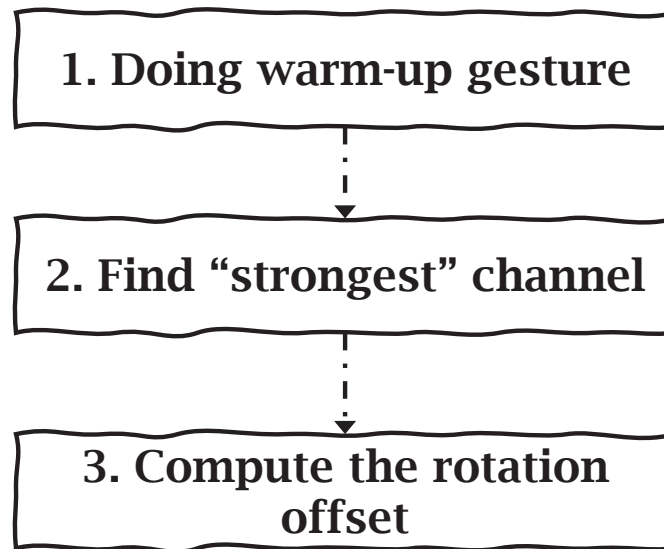 1. Doing warm-up gesture
2. Find “strongest” channel
3. Compute the rotation
offset